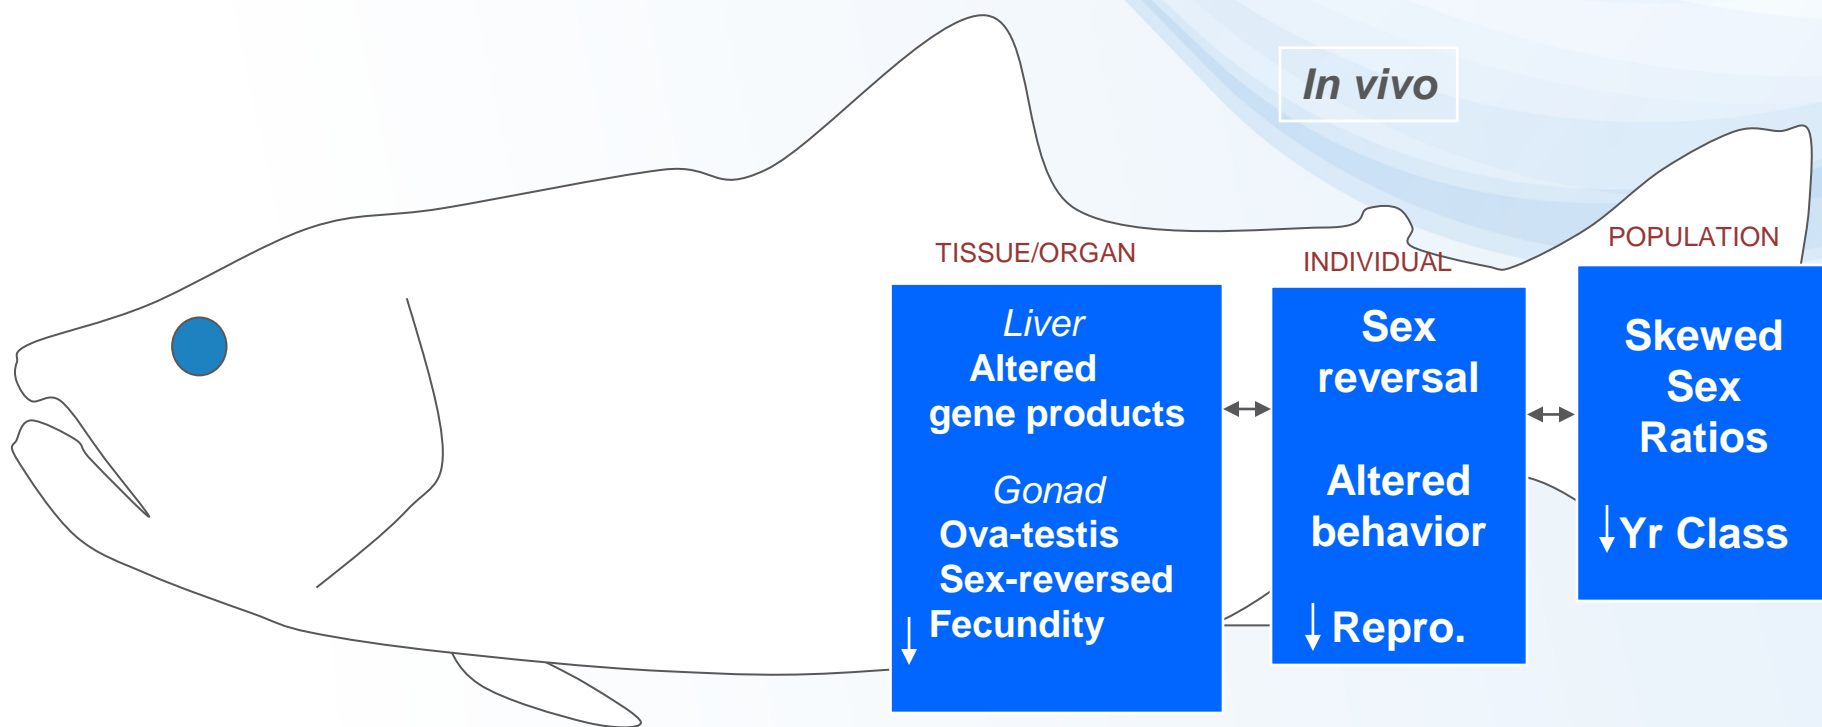 In vivo
TISSUE/ORGAN
Liver
Altered
gene products
Gonad
Ova-testis
Sex-reversed
↓ Fecundity
INDIVIDUAL
Sex
reversal
Altered
behavior
↓ Repro.
POPULATION
Skewed
Sex
Ratios
↓Yr Class